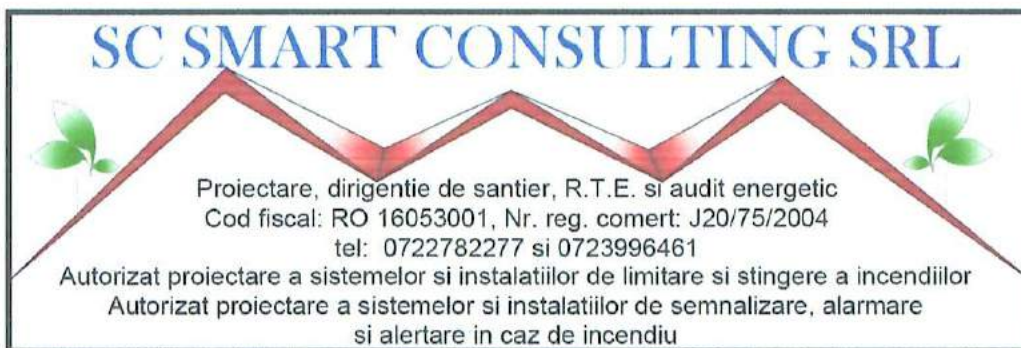 SC SMART CONSULTING SRL
Proiectare, dirigentie de santier, R.T.E. si audit energetic
Cod fiscal: RO 16053001, Nr. reg. comert: J20/75/2004
tel: 0722782277 si 0723996461
Autorizat proiectare a sistemelor si instalatiilor de limitare si stingere a incendiilor
Autorizat proiectare a sistemelor si instalatiilor de semnalizare, alarmare
si alertare in caz de incendiu